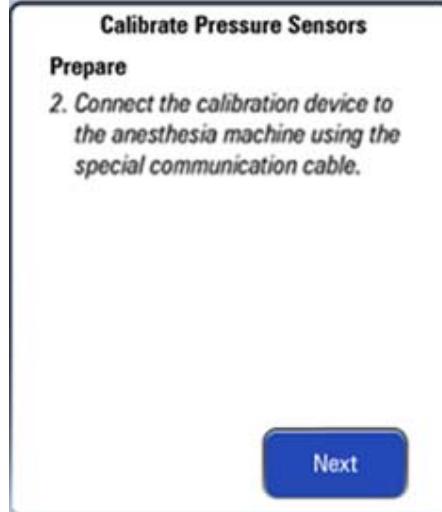 Calibrate Pressure Sensors
Prepare
2. Connect the calibration device to
the anesthesia machine using the
special communication cable.
Next